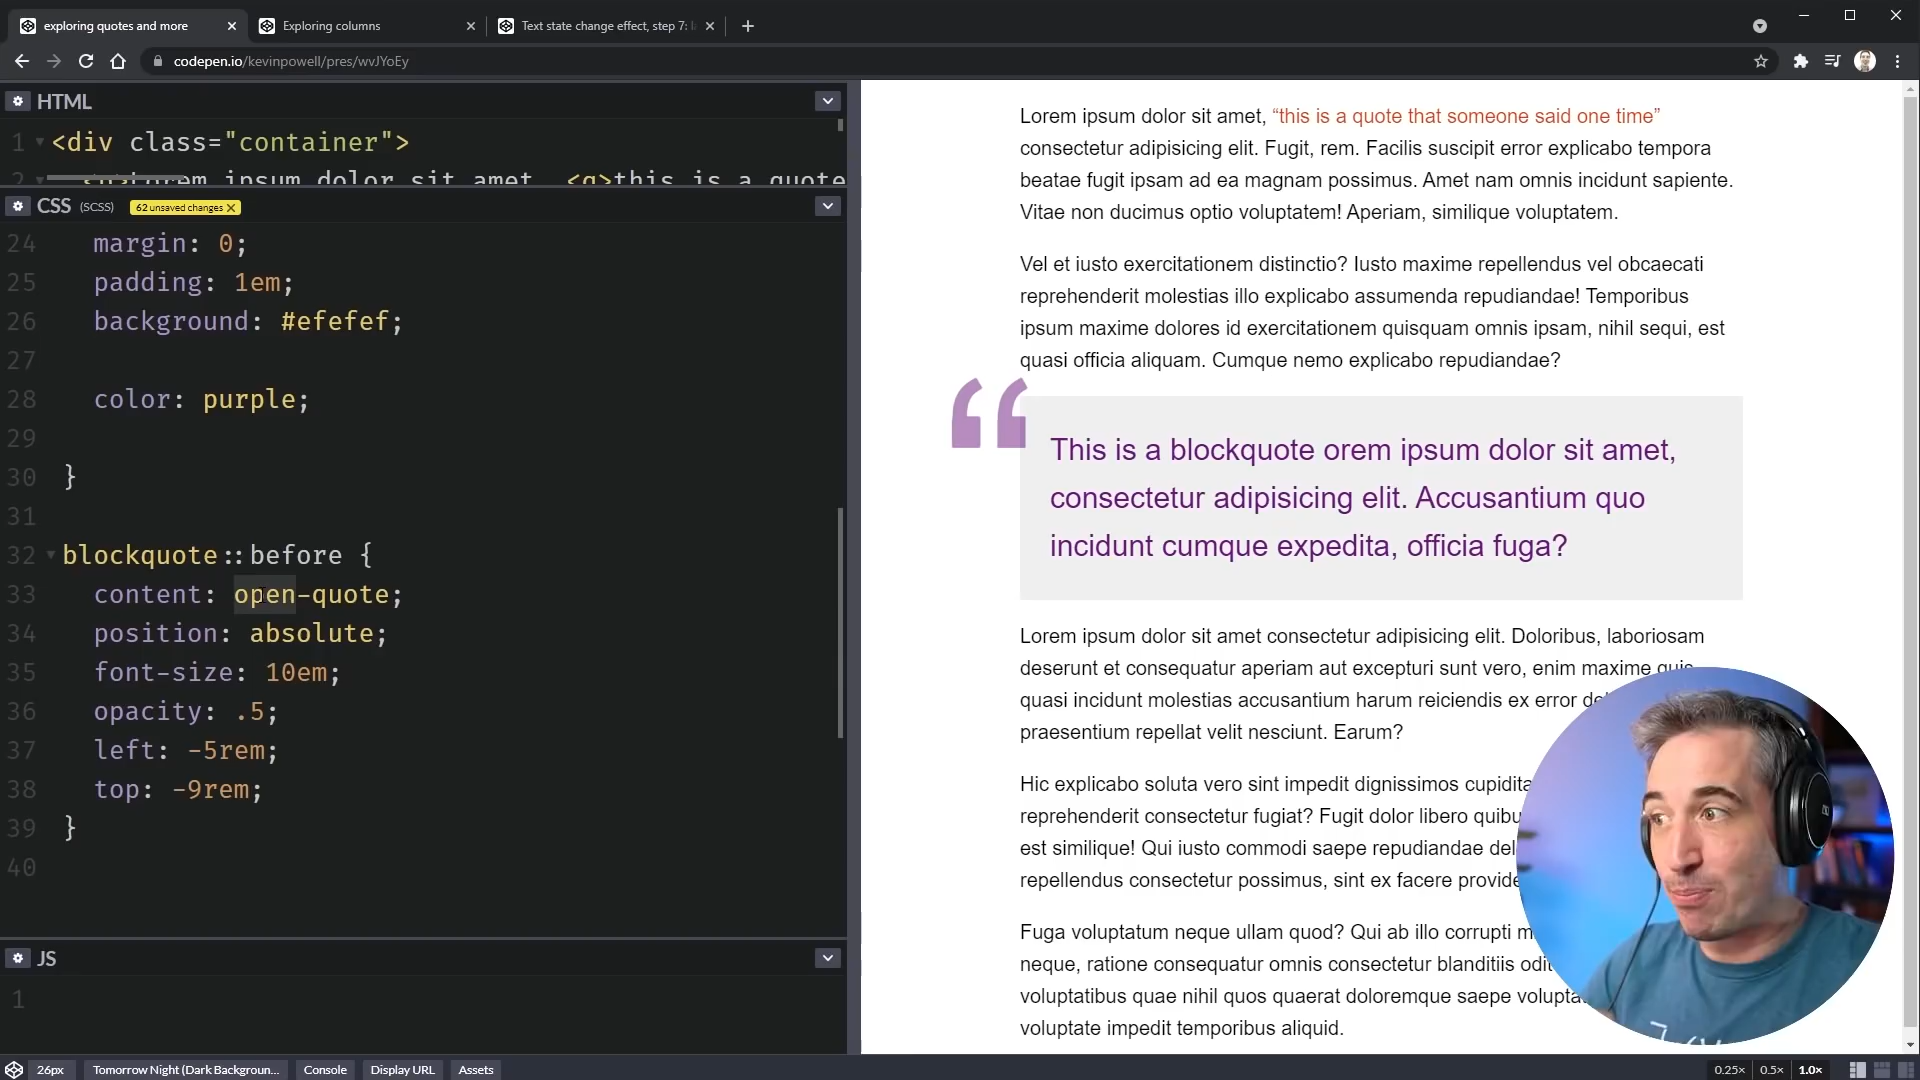 exploring quotes and more
Exploring columns
Text state change effect, step 7:
codepen.io/kevinpowell/pres/wvJYoEy
HTML
1 <div class="container">
2 <p>Lorem ipsum dolor sit amet, <q>this is a quote
CSS (SCSS) 62 unsaved changes
24 margin: 0;
25 padding: 1em;
26 background: #efefef;
27
28 color: purple;
29
30 }
31
32 blockquote::before {
33 content: open-quote;
34 position: absolute;
35 font-size: 10em;
36 opacity: .5;
37 left: -5rem;
38 top: -9rem;
39 }
40
JS
1
Lorem ipsum dolor sit amet, “this is a quote that someone said one time”
consectetur adipisicing elit. Fugit, rem. Facilis suscipit error explicabo tempora
beatae fugit ipsam ad ea magnam possimus. Amet nam omnis incidunt sapiente.
Vitae non ducimus optio voluptatem! Aperiam, similique voluptatem.
Vel et iusto exercitationem distinctio? Iusto maxime repellendus vel obcaecati
reprehenderit molestias illo explicabo assumenda repudiandae! Temporibus
ipsum maxime dolores id exercitationem quisquam omnis ipsam, nihil sequi, est
quasi officia aliquam. Cumque nemo explicabo repudiandae?
“
This is a blockquote orem ipsum dolor sit amet,
consectetur adipisicing elit. Accusantium quo
incidunt cumque expedita, officia fuga?
Lorem ipsum dolor sit amet consectetur adipisicing elit. Doloribus, laboriosam
deserunt et consequatur aperiam aut excepturi sunt vero, enim maxime quis
quasi incidunt molestias accusantium harum reiciendis ex error
praesentium repellat velit nesciunt. Earum?
Hic explicabo soluta vero sint impedit dignissimos
reprehenderit consectetur fugiat? Fugit dolor libero
est similique! Qui iusto commodi saepe repudiandae
repellendus consectetur possimus, sint ex facere
Fuga voluptatum neque ullam quod? Qui ab illo corrupti
neque, ratione consequatur omnis consectetur blanditiis
voluptatibus quae nihil quos quaerat doloremque saepe
voluptate impedit temporibus aliquid.
26px Tomorrow Night (Dark Backgroun... Console Display URL Assets 0.25× 0.5× 1.0×